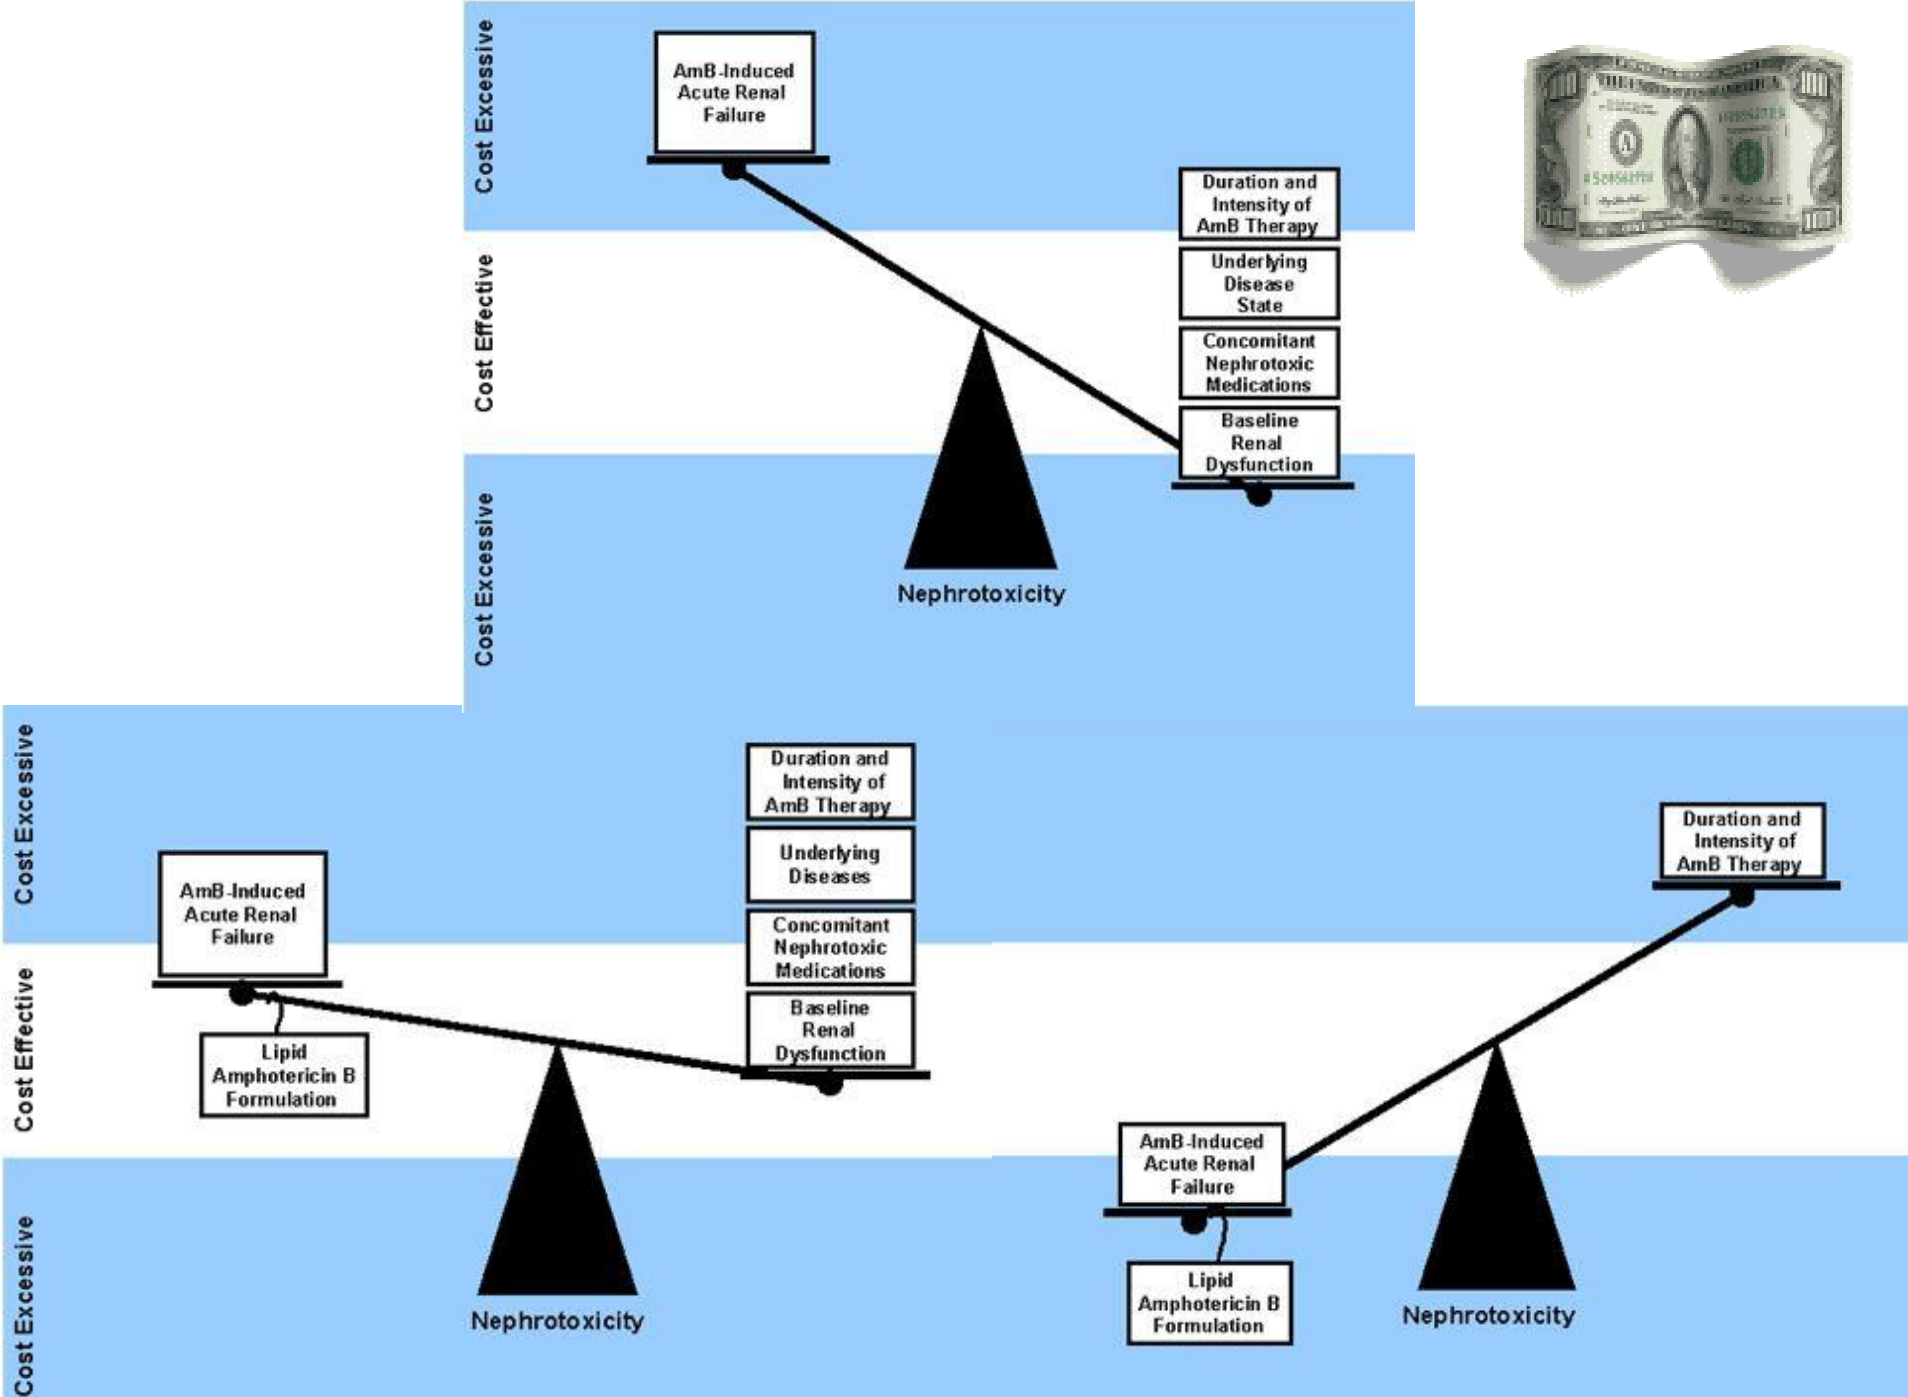 Cost Excessive
Cost Effective
Cost Excessive
AmB-Induced
Acute Renal
Failure
Duration and
Intensity of
AmB Therapy
Underlying
Disease
State
Concomitant
Nephrotoxic
Medications
Baseline
Renal
Dysfunction
Nephrotoxicity
A
Cost Excessive
Cost Effective
Cost Excessive
AmB-Induced
Acute Renal
Failure
Lipid
Amphotericin B
Formulation
Duration and
Intensity of
AmB Therapy
Underlying
Diseases
Concomitant
Nephrotoxic
Medications
Baseline
Renal
Dysfunction
Nephrotoxicity
Duration and
Intensity of
AmB Therapy
AmB-Induced
Acute Renal
Failure
Lipid
Amphotericin B
Formulation
Nephrotoxicity